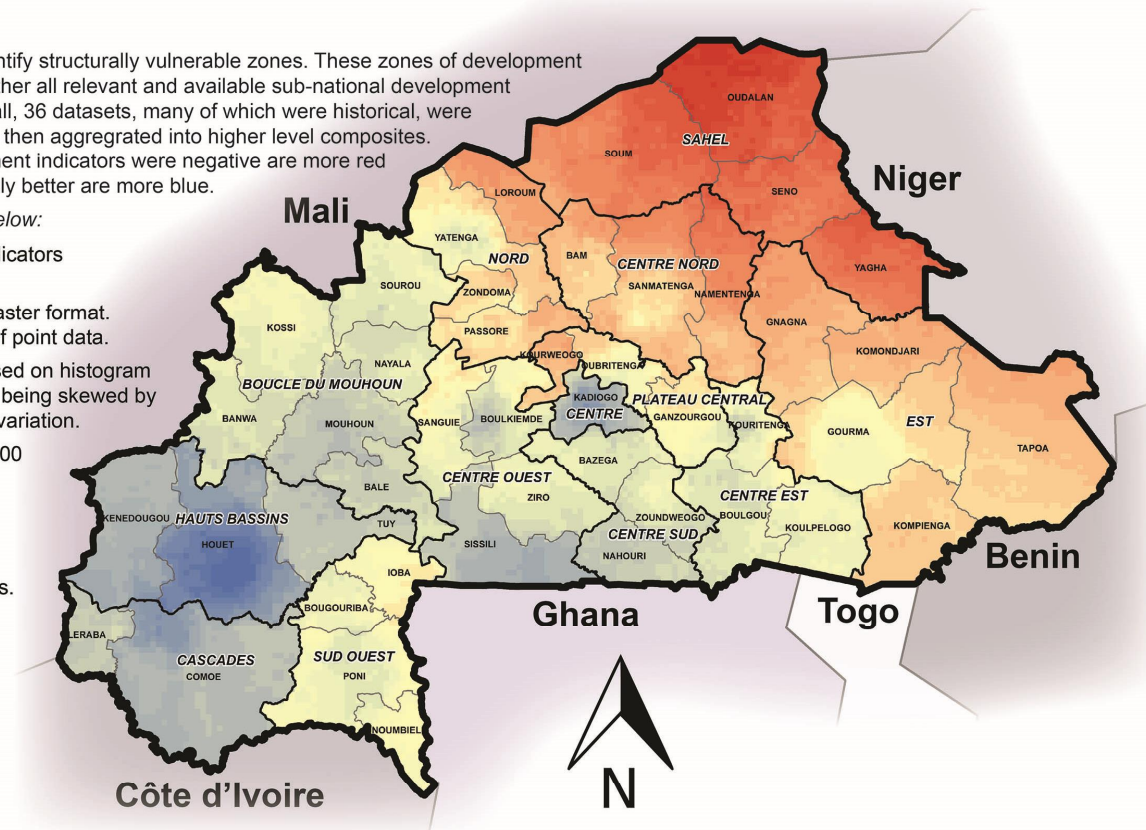 ntify structurally vulnerable zones. These zones of development
ther all relevant and available sub-national development
all, 36 datasets, many of which were historical, were
then aggregrated into higher level composites.
nent indicators were negative are more red
ly better are more blue.
elow:
licators
aster format.
f point data.
sed on histogram
being skewed by
variation.
00
s.
Mali
Niger
Benin
Togo
Ghana
Côte d'Ivoire
N
OUDALAN
SAHEL
SOUM
SENO
YAGHA
LOROUM
YATENGA
NORD
ZONDOMA
PASSORE
BAM
CENTRE NORD
SANMATENGA
NAMENTENGA
GNAGNA
KOMONDJARI
EST
GOURMA
TAPOA
KOMPIENGA
SOUROU
KOSSI
NAYALA
BOUCLE DU MOUHOUN
BANWA
MOUHOUN
BALE
KOURWEOGO
OUBRITENGA
PLATEAU CENTRAL
GANZOURGOU
KADIOGO
CENTRE
KOURITENGA
SANGUIE
BOULKIEMDE
CENTRE OUEST
ZIRO
SISSILI
BAZEGA
ZOUNDWEOGO
CENTRE SUD
NAHOURI
CENTRE EST
BOULGOU
KOULPELOGO
KENEDOUGOU
HAUTS BASSINS
HOUET
TUY
IOBA
BOUGOURIBA
SUD OUEST
PONI
NOUMBIEL
LERABA
CASCADES
COMOE